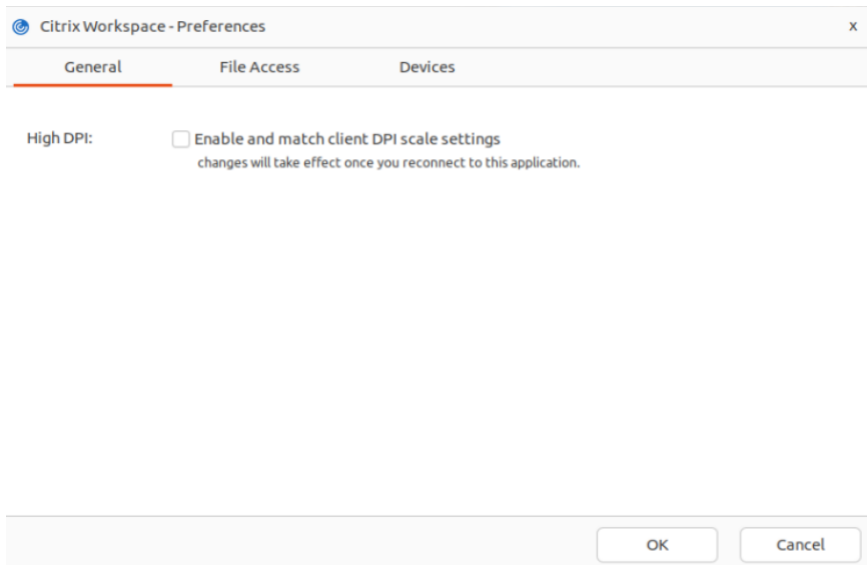 Citrix Workspace - Preferences x
General File Access Devices
High DPI: Enable and match client DPI scale settings
changes will take effect once you reconnect to this application.
OK Cancel